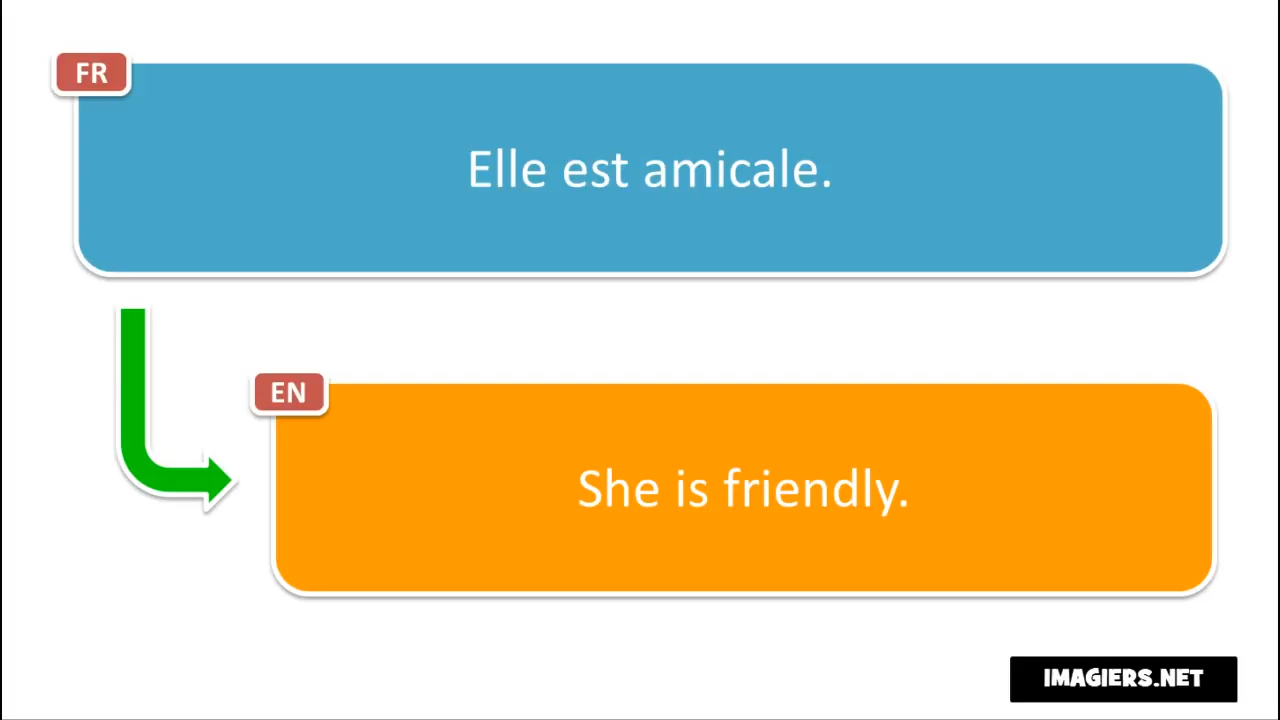 FR
Elle est amicale.
EN
She is friendly.
IMAGIERS.NET